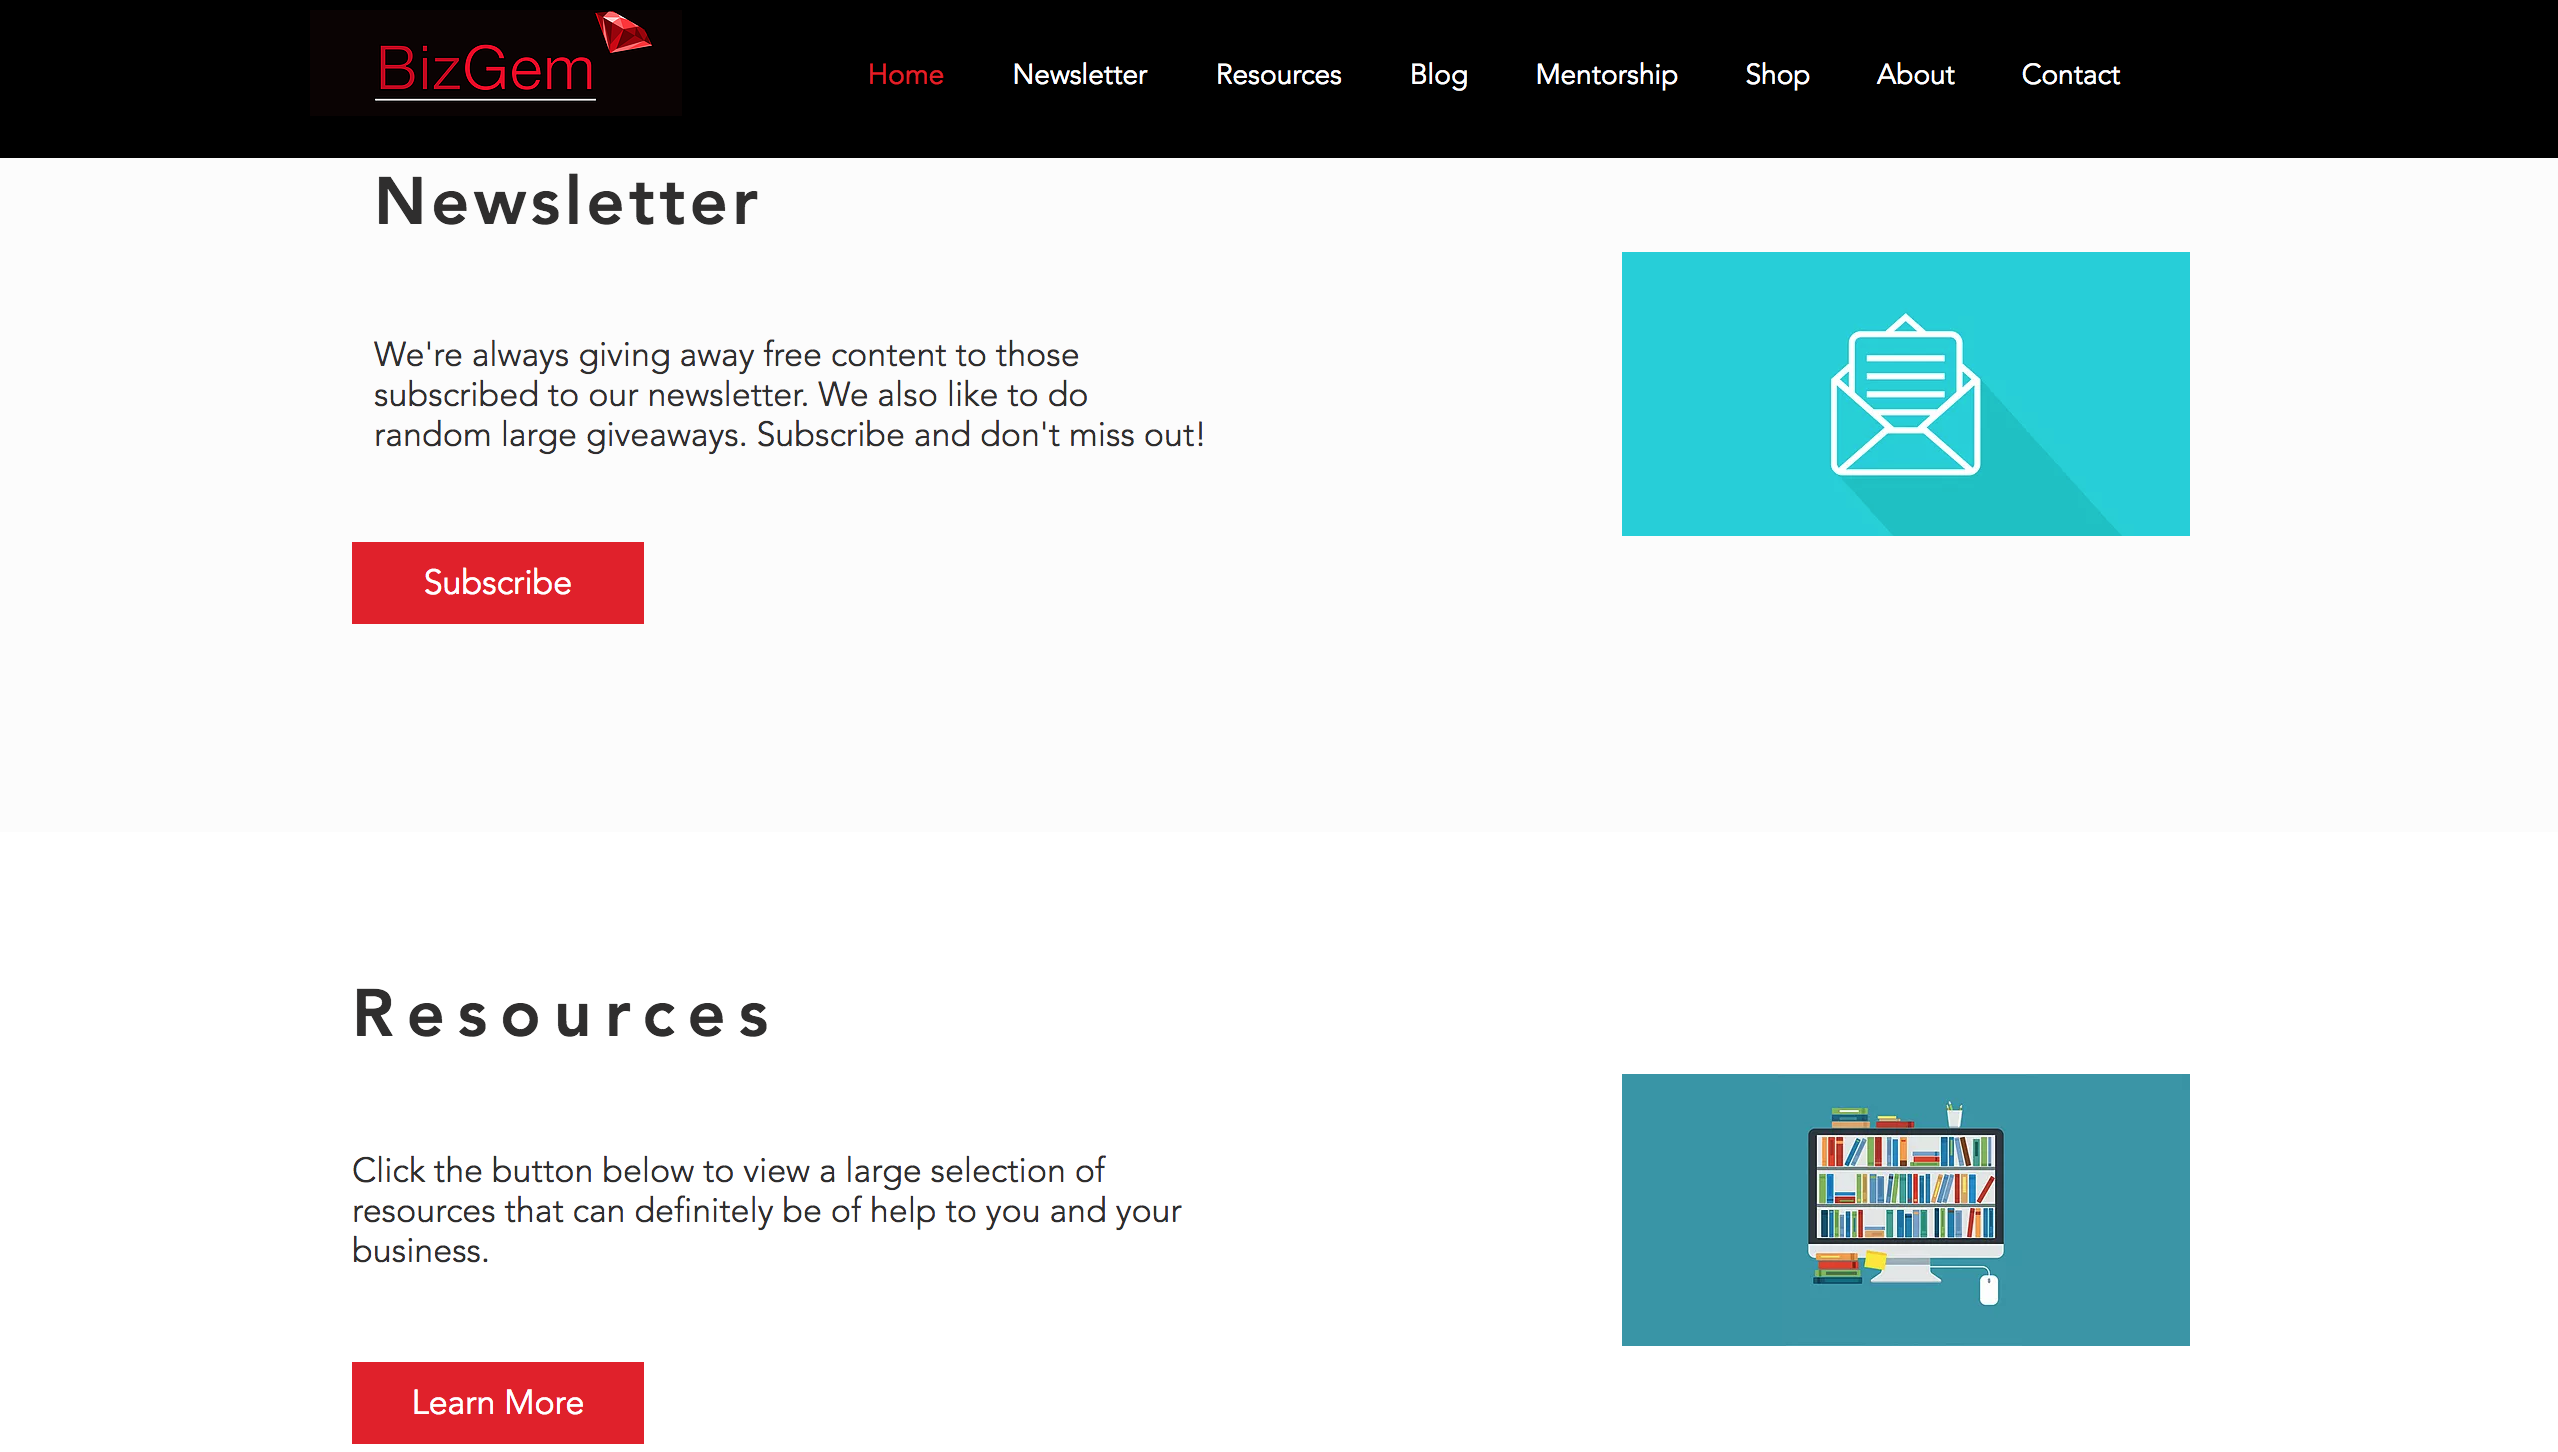 BizGem
Home Newsletter Resources Blog Mentorship Shop About Contact
Newsletter
We're always giving away free content to those
subscribed to our newsletter. We also like to do
random large giveaways. Subscribe and don't miss out!
Subscribe
Resources
Click the button below to view a large selection of
resources that can definitely be of help to you and your
business.
Learn More